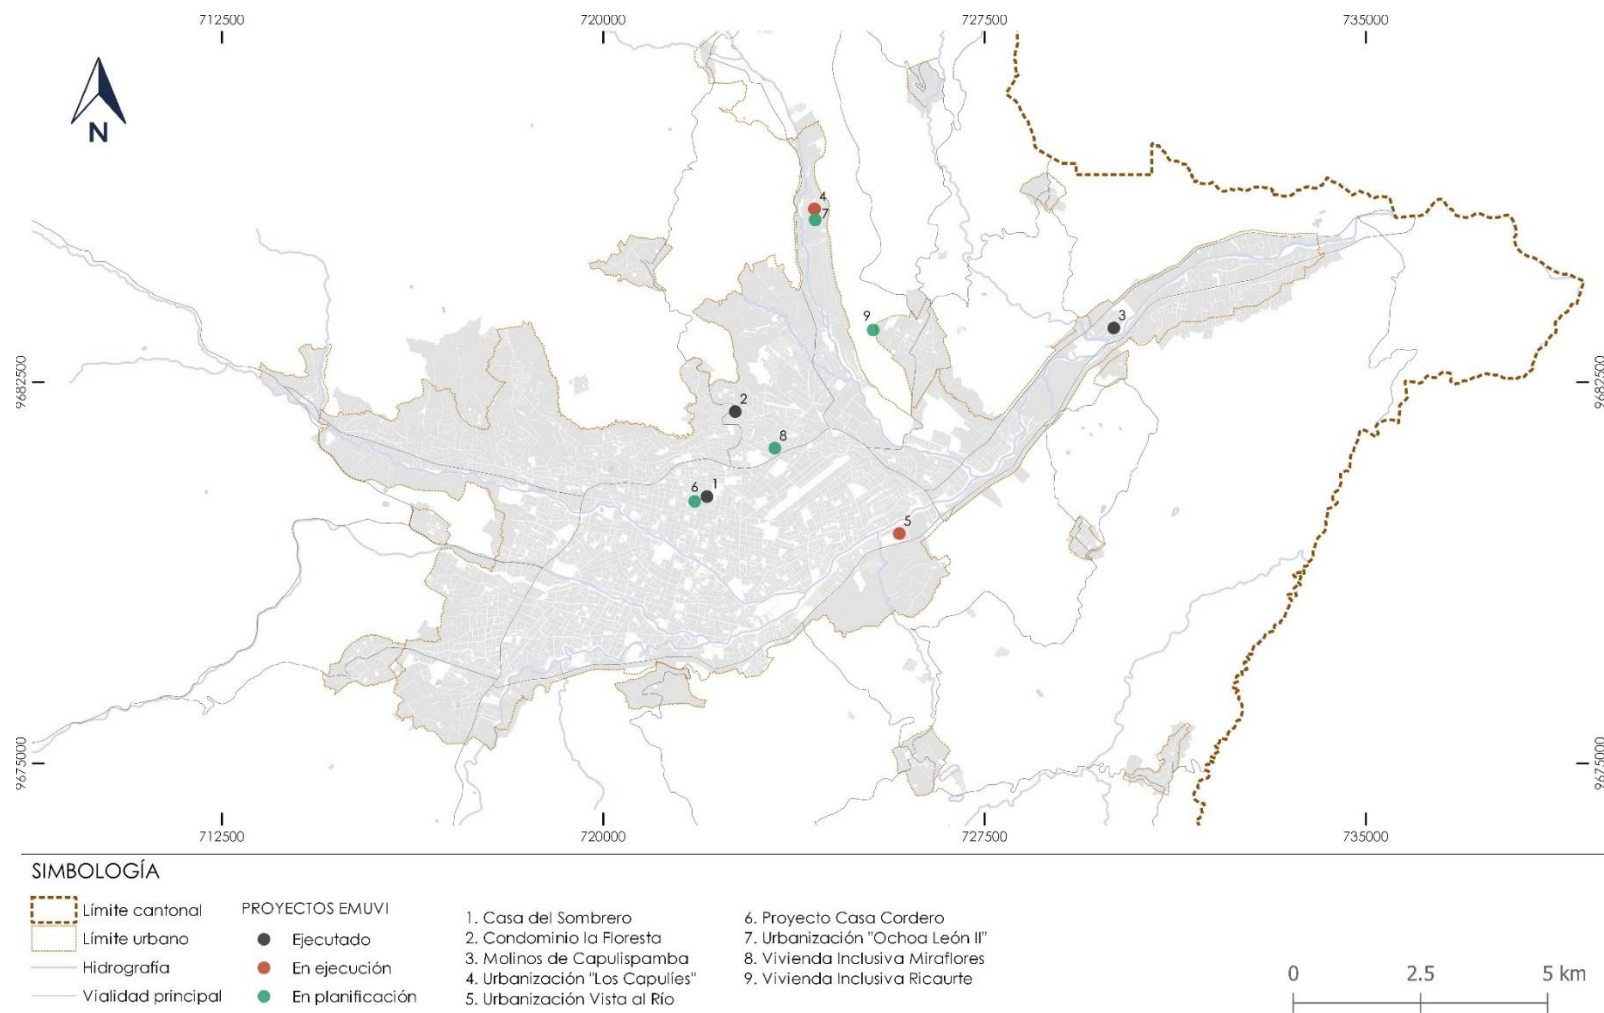 712500 720000 727500 735000
N
4
7
9
3
9682500 9682500
2
8
6 1
5
9675000 9675000
712500 720000 727500 735000
SIMBOLOGÍA
Límite cantonal
Límite urbano
Hidrografía
Vialidad principal
PROYECTOS EMUVI
Ejecutado
En ejecución
En planificación
1. Casa del Sombrero
2. Condominio la Floresta
3. Molinos de Capulispamba
4. Urbanización "Los Capulíes"
5. Urbanización Vista al Río
6. Proyecto Casa Cordero
7. Urbanización "Ochoa León II"
8. Vivienda Inclusiva Miraflores
9. Vivienda Inclusiva Ricaurte
0 2.5 5 km